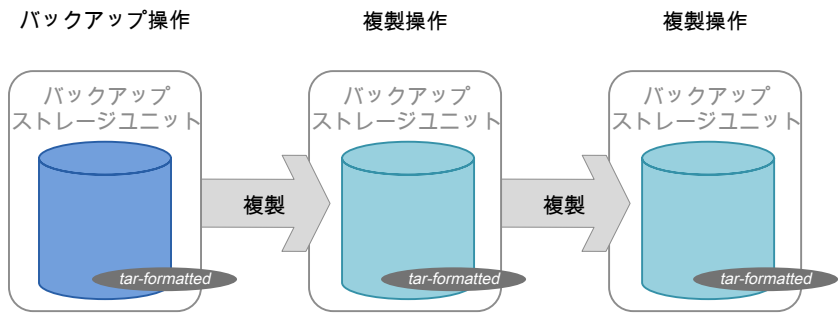 バックアップ操作
複製操作
複製操作
バックアップ
ストレージユニット
バックアップ
ストレージユニット
バックアップ
ストレージユニット
複製
複製
tar-formatted
tar-formatted
tar-formatted